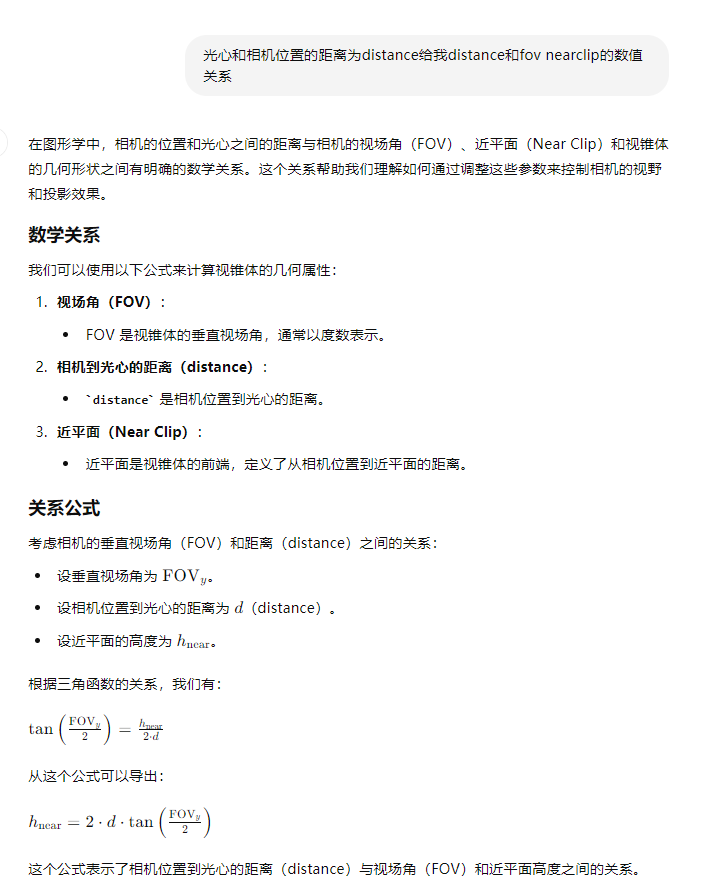 光心和相机位置的距离为distance给我distance和fov nearclip的数值
关系
在图形学中，相机的位置和光心之间的距离与相机的视场角（FOV）、近平面（Near Clip）和视锥体
的几何形状之间有明确的数学关系。这个关系帮助我们理解如何通过调整这些参数来控制相机的视野
和投影效果。
数学关系
我们可以使用以下公式来计算视锥体的几何属性：
1. 视场角（FOV）：
• FOV 是视锥体的垂直视场角，通常以度数表示。
2. 相机到光心的距离（distance）：
• `distance` 是相机位置到光心的距离。
3. 近平面（Near Clip）：
• 近平面是视锥体的前端，定义了从相机位置到近平面的距离。
关系公式
考虑相机的垂直视场角（FOV）和距离（distance）之间的关系：
• 设垂直视场角为 FOV_y。
• 设相机位置到光心的距离为 d（distance）。
• 设近平面的高度为 h_near。
根据三角函数的关系，我们有：
tan(FOV_y/2) = h_near/(2·d)
从这个公式可以导出：
h_near = 2 · d · tan(FOV_y/2)
这个公式表示了相机位置到光心的距离（distance）与视场角（FOV）和近平面高度之间的关系。